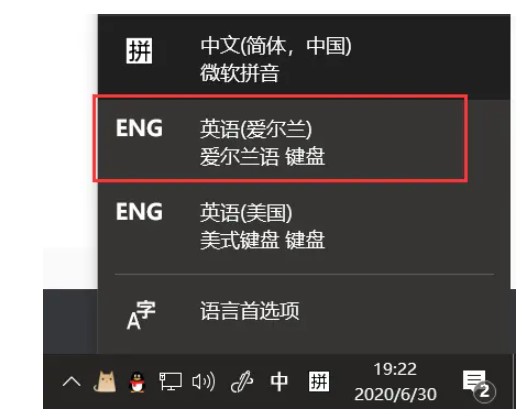 拼
中文(简体，中国)
微软拼音
ENG
英语(爱尔兰)
爱尔兰语 键盘
ENG
英语(美国)
美式键盘 键盘
A字
语言首选项
中
拼
19:22
2020/6/30
2